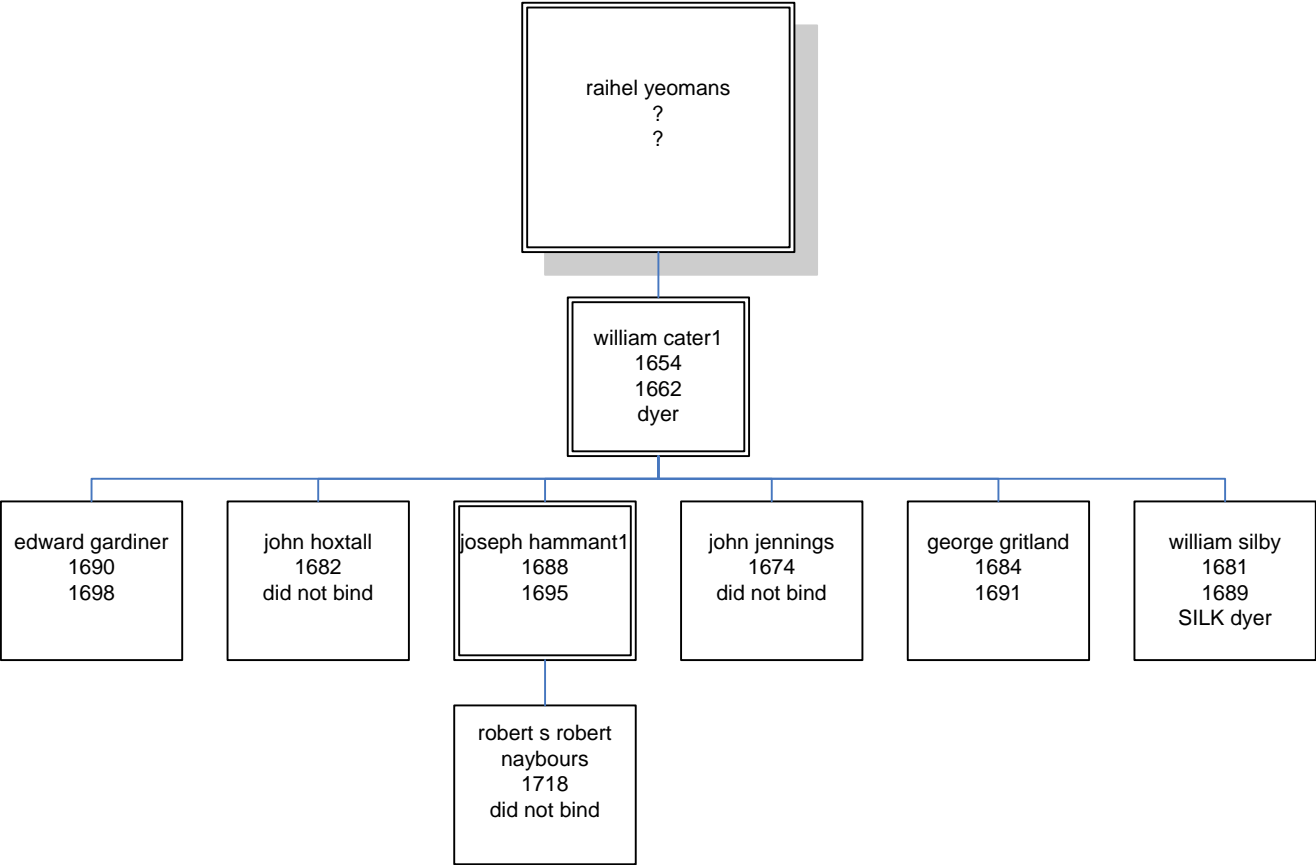 raihel yeomans
?
?
william cater1
1654
1662
dyer
edward gardiner
1690
1698
john hoxtall
1682
did not bind
joseph hammant1
1688
1695
john jennings
1674
did not bind
george gritland
1684
1691
william silby
1681
1689
SILK dyer
robert s robert
naybours
1718
did not bind